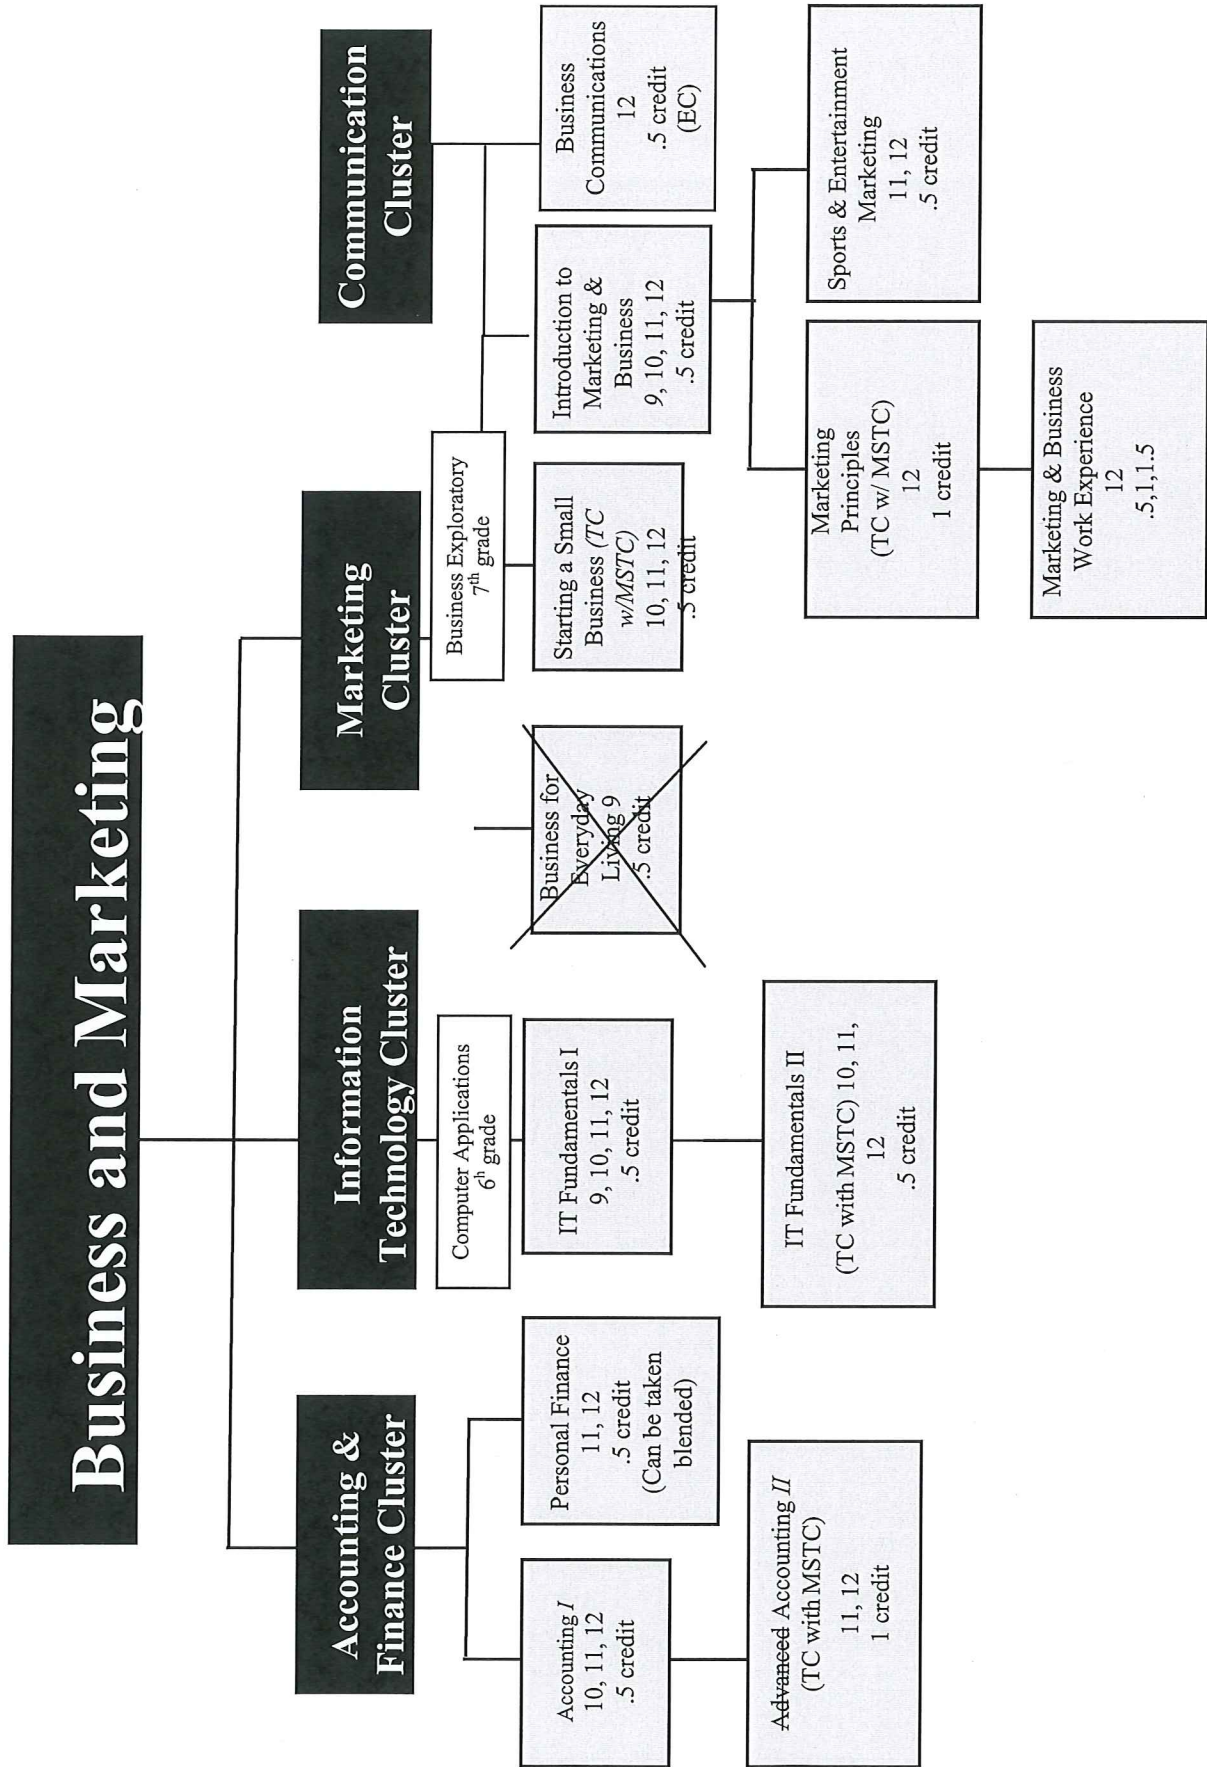 Business and Marketing
Accounting &
Finance Cluster
Information
Technology Cluster
Marketing
Cluster
Communication
Cluster
Computer Applications
6h grade
Business Exploratory
7th grade
Accounting I
10, 11, 12
.5 credit
Personal Finance
11, 12
.5 credit
(Can be taken
blended)
IT Fundamentals I
9, 10, 11, 12
.5 credit
Business for
Everyday
Living 9
.5 credit
Starting a Small
Business (TC
w/MSTC)
10, 11, 12
.5 credit
Introduction to
Marketing &
Business
9, 10, 11, 12
.5 credit
Business
Communications
12
.5 credit
(EC)
Advanced Accounting II
(TC with MSTC)
11, 12
1 credit
IT Fundamentals II
(TC with MSTC) 10, 11,
12
.5 credit
Marketing
Principles
(TC w/ MSTC)
12
1 credit
Sports & Entertainment
Marketing
11, 12
.5 credit
Marketing & Business
Work Experience
12
.5,1,1.5